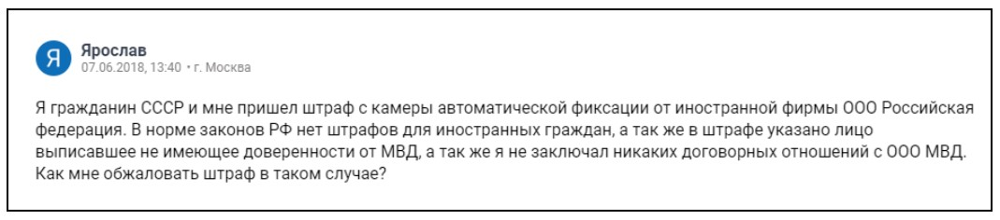 Я
Ярослав
07.06.2018, 13:40 • г. Москва
Я гражданин СССР и мне пришел штраф с камеры автоматической фиксации от иностранной фирмы ООО Российская
федерация. В норме законов РФ нет штрафов для иностранных граждан, а так же в штрафе указано лицо
выписавшее не имеющее доверенности от МВД, а так же я не заключал никаких договорных отношений с ООО МВД.
Как мне обжаловать штраф в таком случае?